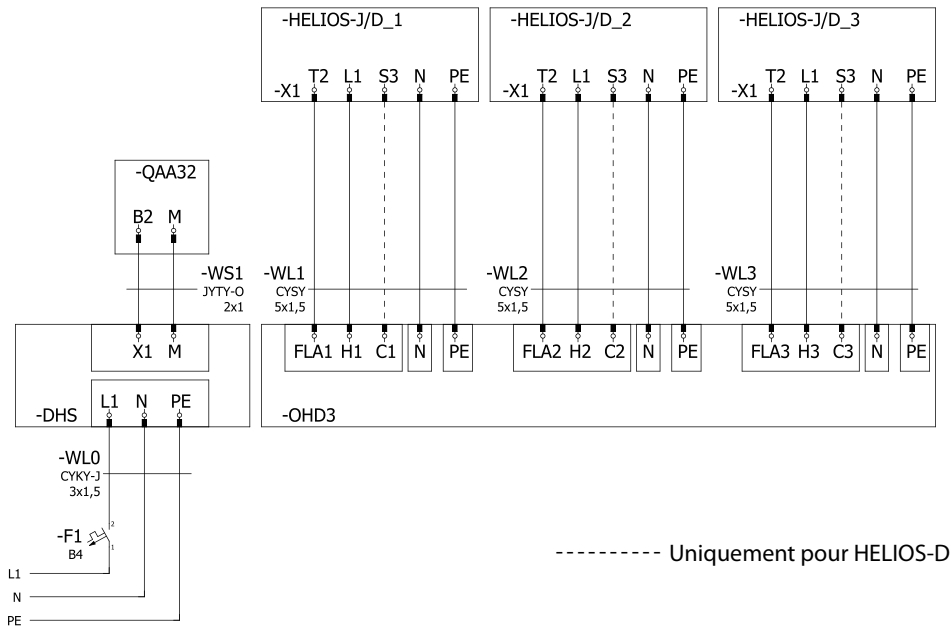 -HELIOS-J/D_1 -HELIOS-J/D_2 -HELIOS-J/D_3
T2 L1 S3 N PE T2 L1 S3 N PE T2 L1 S3 N PE
-X1 -X1 -X1
-QAA32
B2 M
-WS1
JYTY-O
2x1
-WL1
CYSY
5x1,5
-WL2
CYSY
5x1,5
-WL3
CYSY
5x1,5
X1 M
FLA1 H1 C1 N PE FLA2 H2 C2 N PE FLA3 H3 C3 N PE
L1 N PE
-DHS
-OHD3
-WL0
CYKY-J
3x1,5
-F1
B4
2
1
L1
N
PE
Uniquement pour HELIOS-D